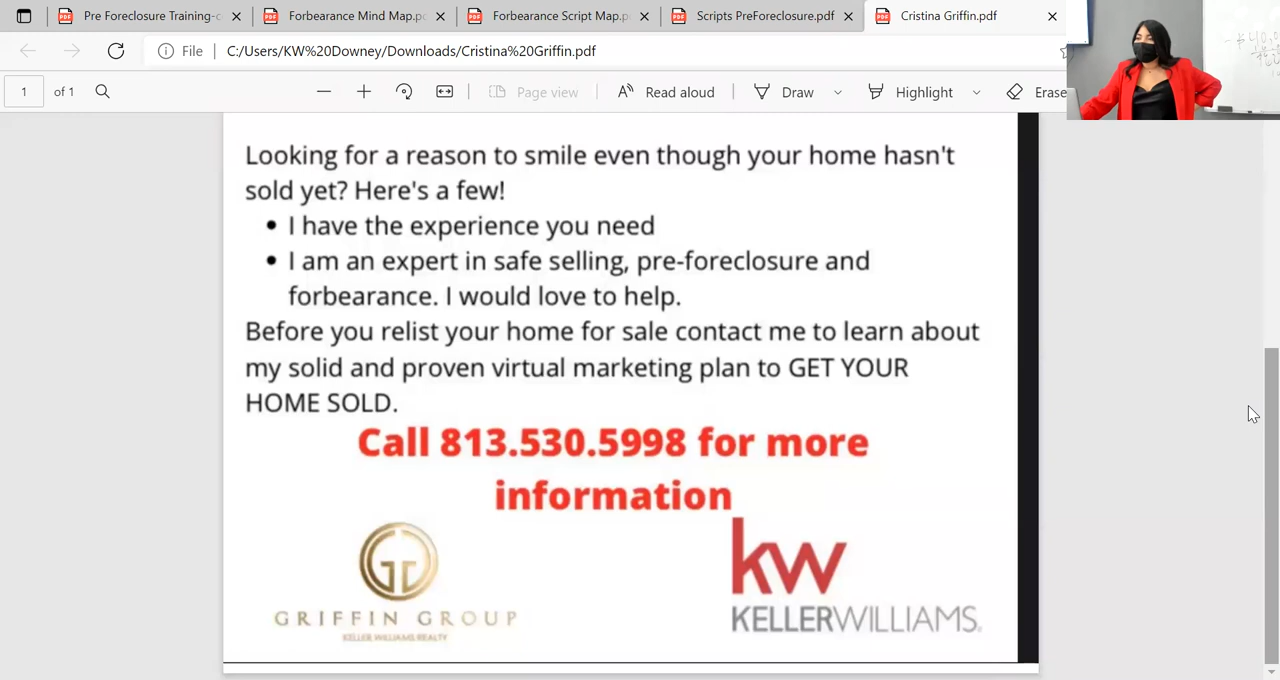 Pre Foreclosure Training-c
Forbearance Mind Map.pc
Forbearance Script Map.p
Scripts PreForeclosure.pdf
Cristina Griffin.pdf
File
C:/Users/KW%20Downey/Downloads/Cristina%20Griffin.pdf
1
of 1
Page view
Read aloud
Draw
Highlight
Erase
Looking for a reason to smile even though your home hasn't
sold yet? Here's a few!
• I have the experience you need
• I am an expert in safe selling, pre-foreclosure and
forbearance. I would love to help.
Before you relist your home for sale contact me to learn about
my solid and proven virtual marketing plan to GET YOUR
HOME SOLD.
Call 813.530.5998 for more
information
GRIFFIN GROUP
KELLER WILLIAMS REALTY
kw
KELLERWILLIAMS.